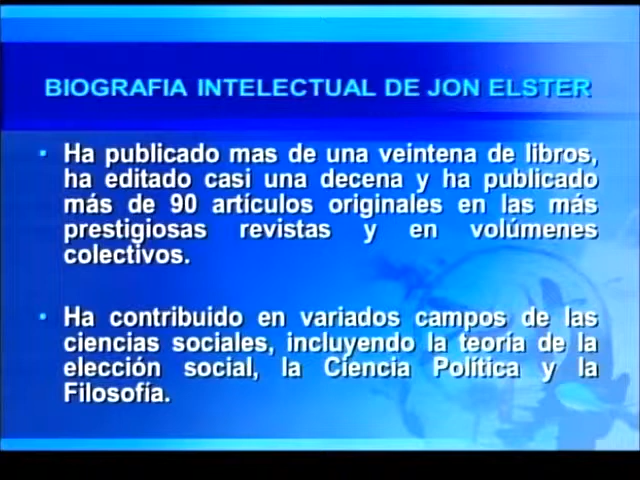 BIOGRAFIA INTELECTUAL DE JON ELSTER
• Ha publicado mas de una veintena de libros,
ha editado casi una decena y ha publicado
más de 90 artículos originales en las más
prestigiosas revistas y en volúmenes
colectivos.
• Ha contribuido en variados campos de las
ciencias sociales, incluyendo la teoría de la
elección social, la Ciencia Política y la
Filosofía.